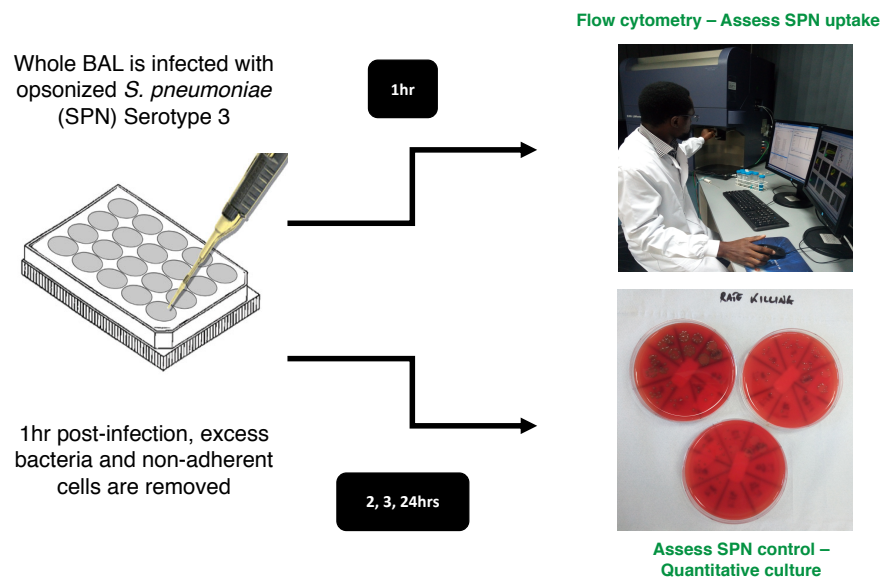 Flow cytometry – Assess SPN uptake
Whole BAL is infected with
opsonized S. pneumoniae
(SPN) Serotype 3
1hr
RATE KILLING
1hr post-infection, excess
bacteria and non-adherent
cells are removed
2, 3, 24hrs
Assess SPN control –
Quantitative culture